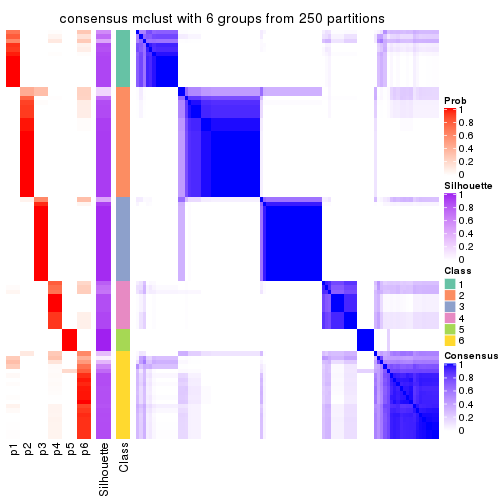 consensus mclust with 6 groups from 250 partitions
Prob
1
0.8
0.6
0.4
0.2
0
Silhouette
1
0.8
0.6
0.4
0.2
0
Class
1
2
3
4
5
6
Consensus
1
0.8
0.6
0.4
0.2
0
p1
p2
p3
p4
p5
p6
Silhouette
Class